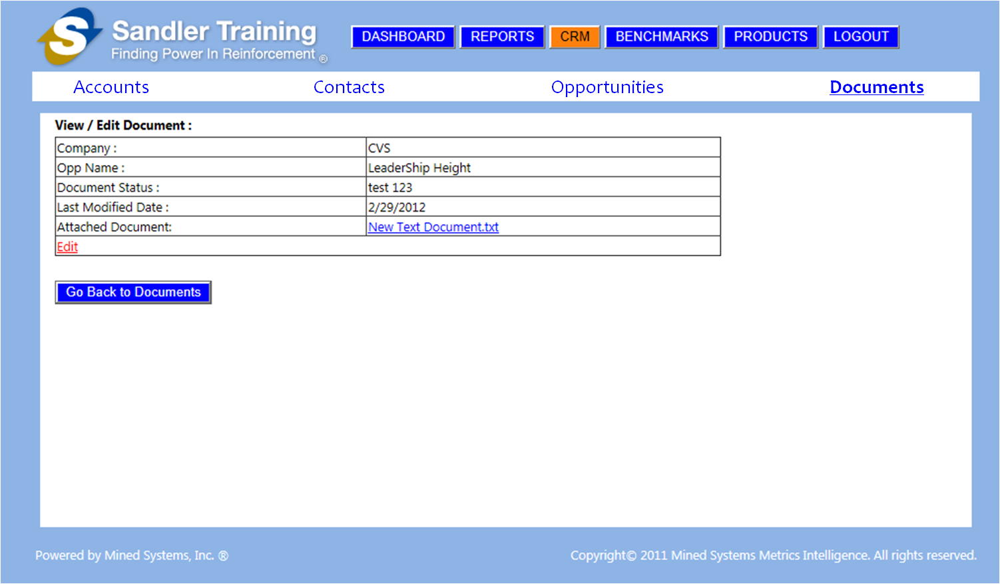 Sandler Training
Finding Power In Reinforcement ®
DASHBOARD REPORTS CRM BENCHMARKS PRODUCTS LOGOUT
Accounts Contacts Opportunities Documents
View / Edit Document :
Company : CVS
Opp Name : LeaderShip Height
Document Status : test 123
Last Modified Date : 2/29/2012
Attached Document: New Text Document.txt
Edit
Go Back to Documents
Powered by Mined Systems, Inc. ® Copyright© 2011 Mined Systems Metrics Intelligence. All rights reserved.